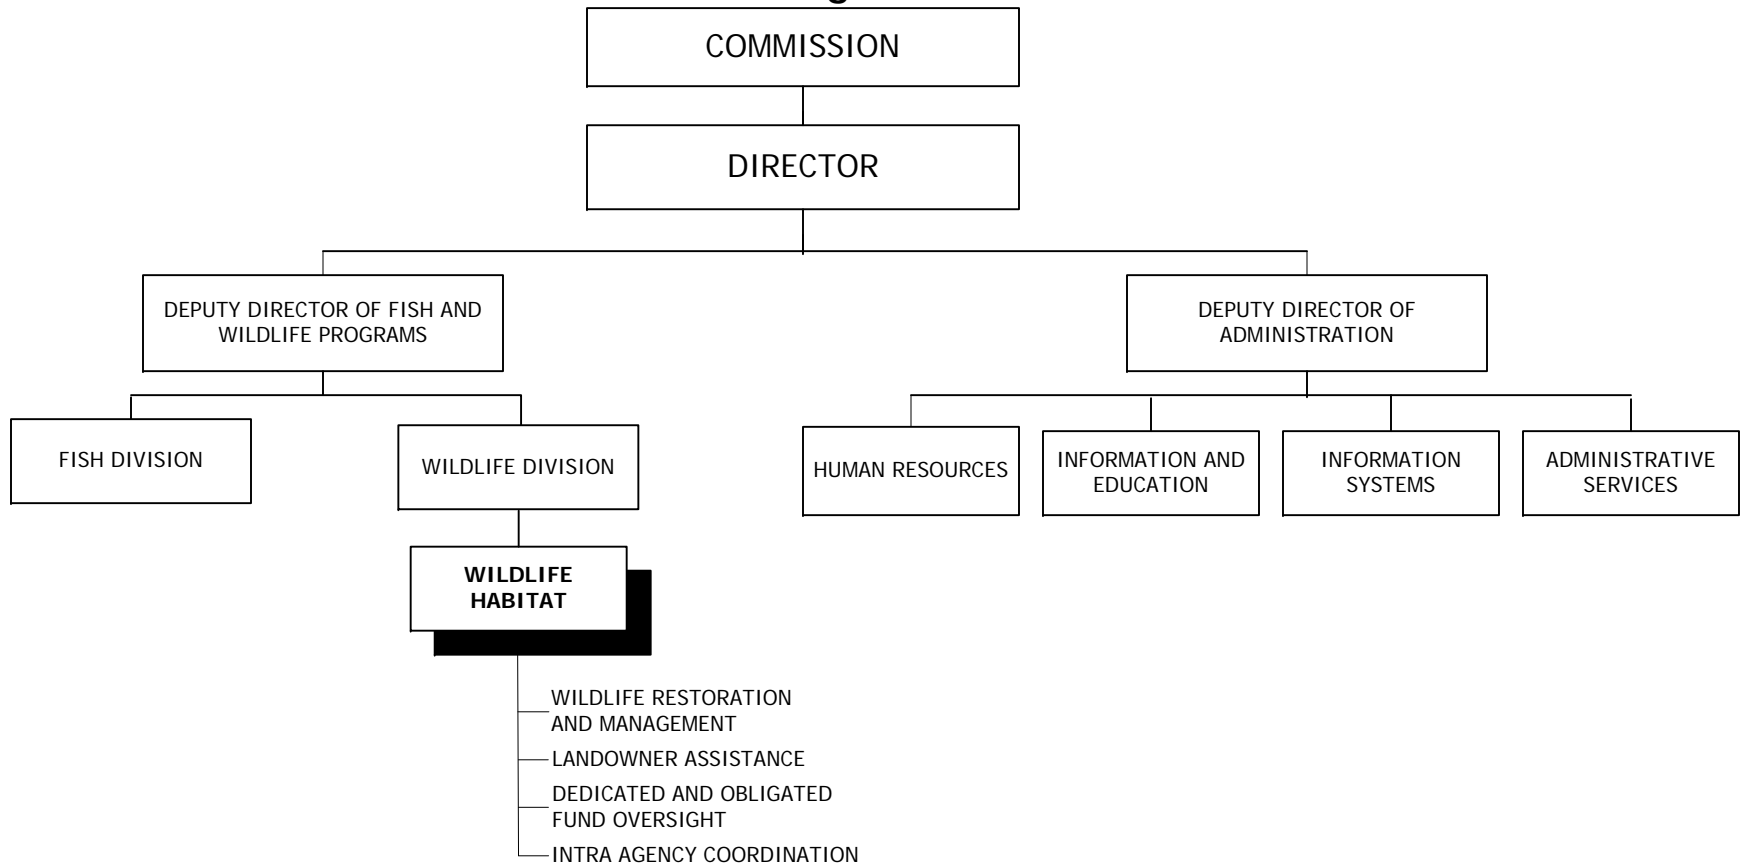 COMMISSION
DIRECTOR
DEPUTY DIRECTOR OF FISH AND
WILDLIFE PROGRAMS
DEPUTY DIRECTOR OF
ADMINISTRATION
FISH DIVISION
WILDLIFE DIVISION
HUMAN RESOURCES
INFORMATION AND
EDUCATION
INFORMATION
SYSTEMS
ADMINISTRATIVE
SERVICES
WILDLIFE
HABITAT
WILDLIFE RESTORATION
AND MANAGEMENT
LANDOWNER ASSISTANCE
DEDICATED AND OBLIGATED
FUND OVERSIGHT
INTRA AGENCY COORDINATION